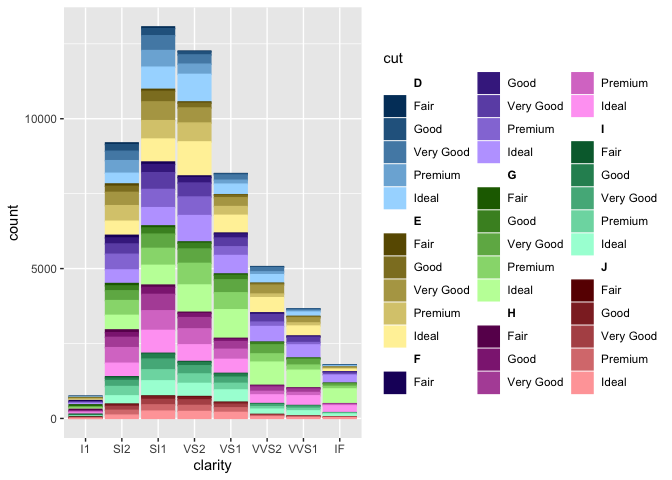 count
10000
5000
0
I1
SI2
SI1
VS2
VS1
VVS2
VVS1
IF
clarity
cut
D
Fair
Good
Very Good
Premium
Ideal
E
Fair
Good
Very Good
Premium
Ideal
F
Fair
Good
Very Good
Premium
Ideal
G
Fair
Good
Very Good
Premium
Ideal
H
Fair
Good
Very Good
Premium
Ideal
I
Fair
Good
Very Good
Premium
Ideal
J
Fair
Good
Very Good
Premium
Ideal